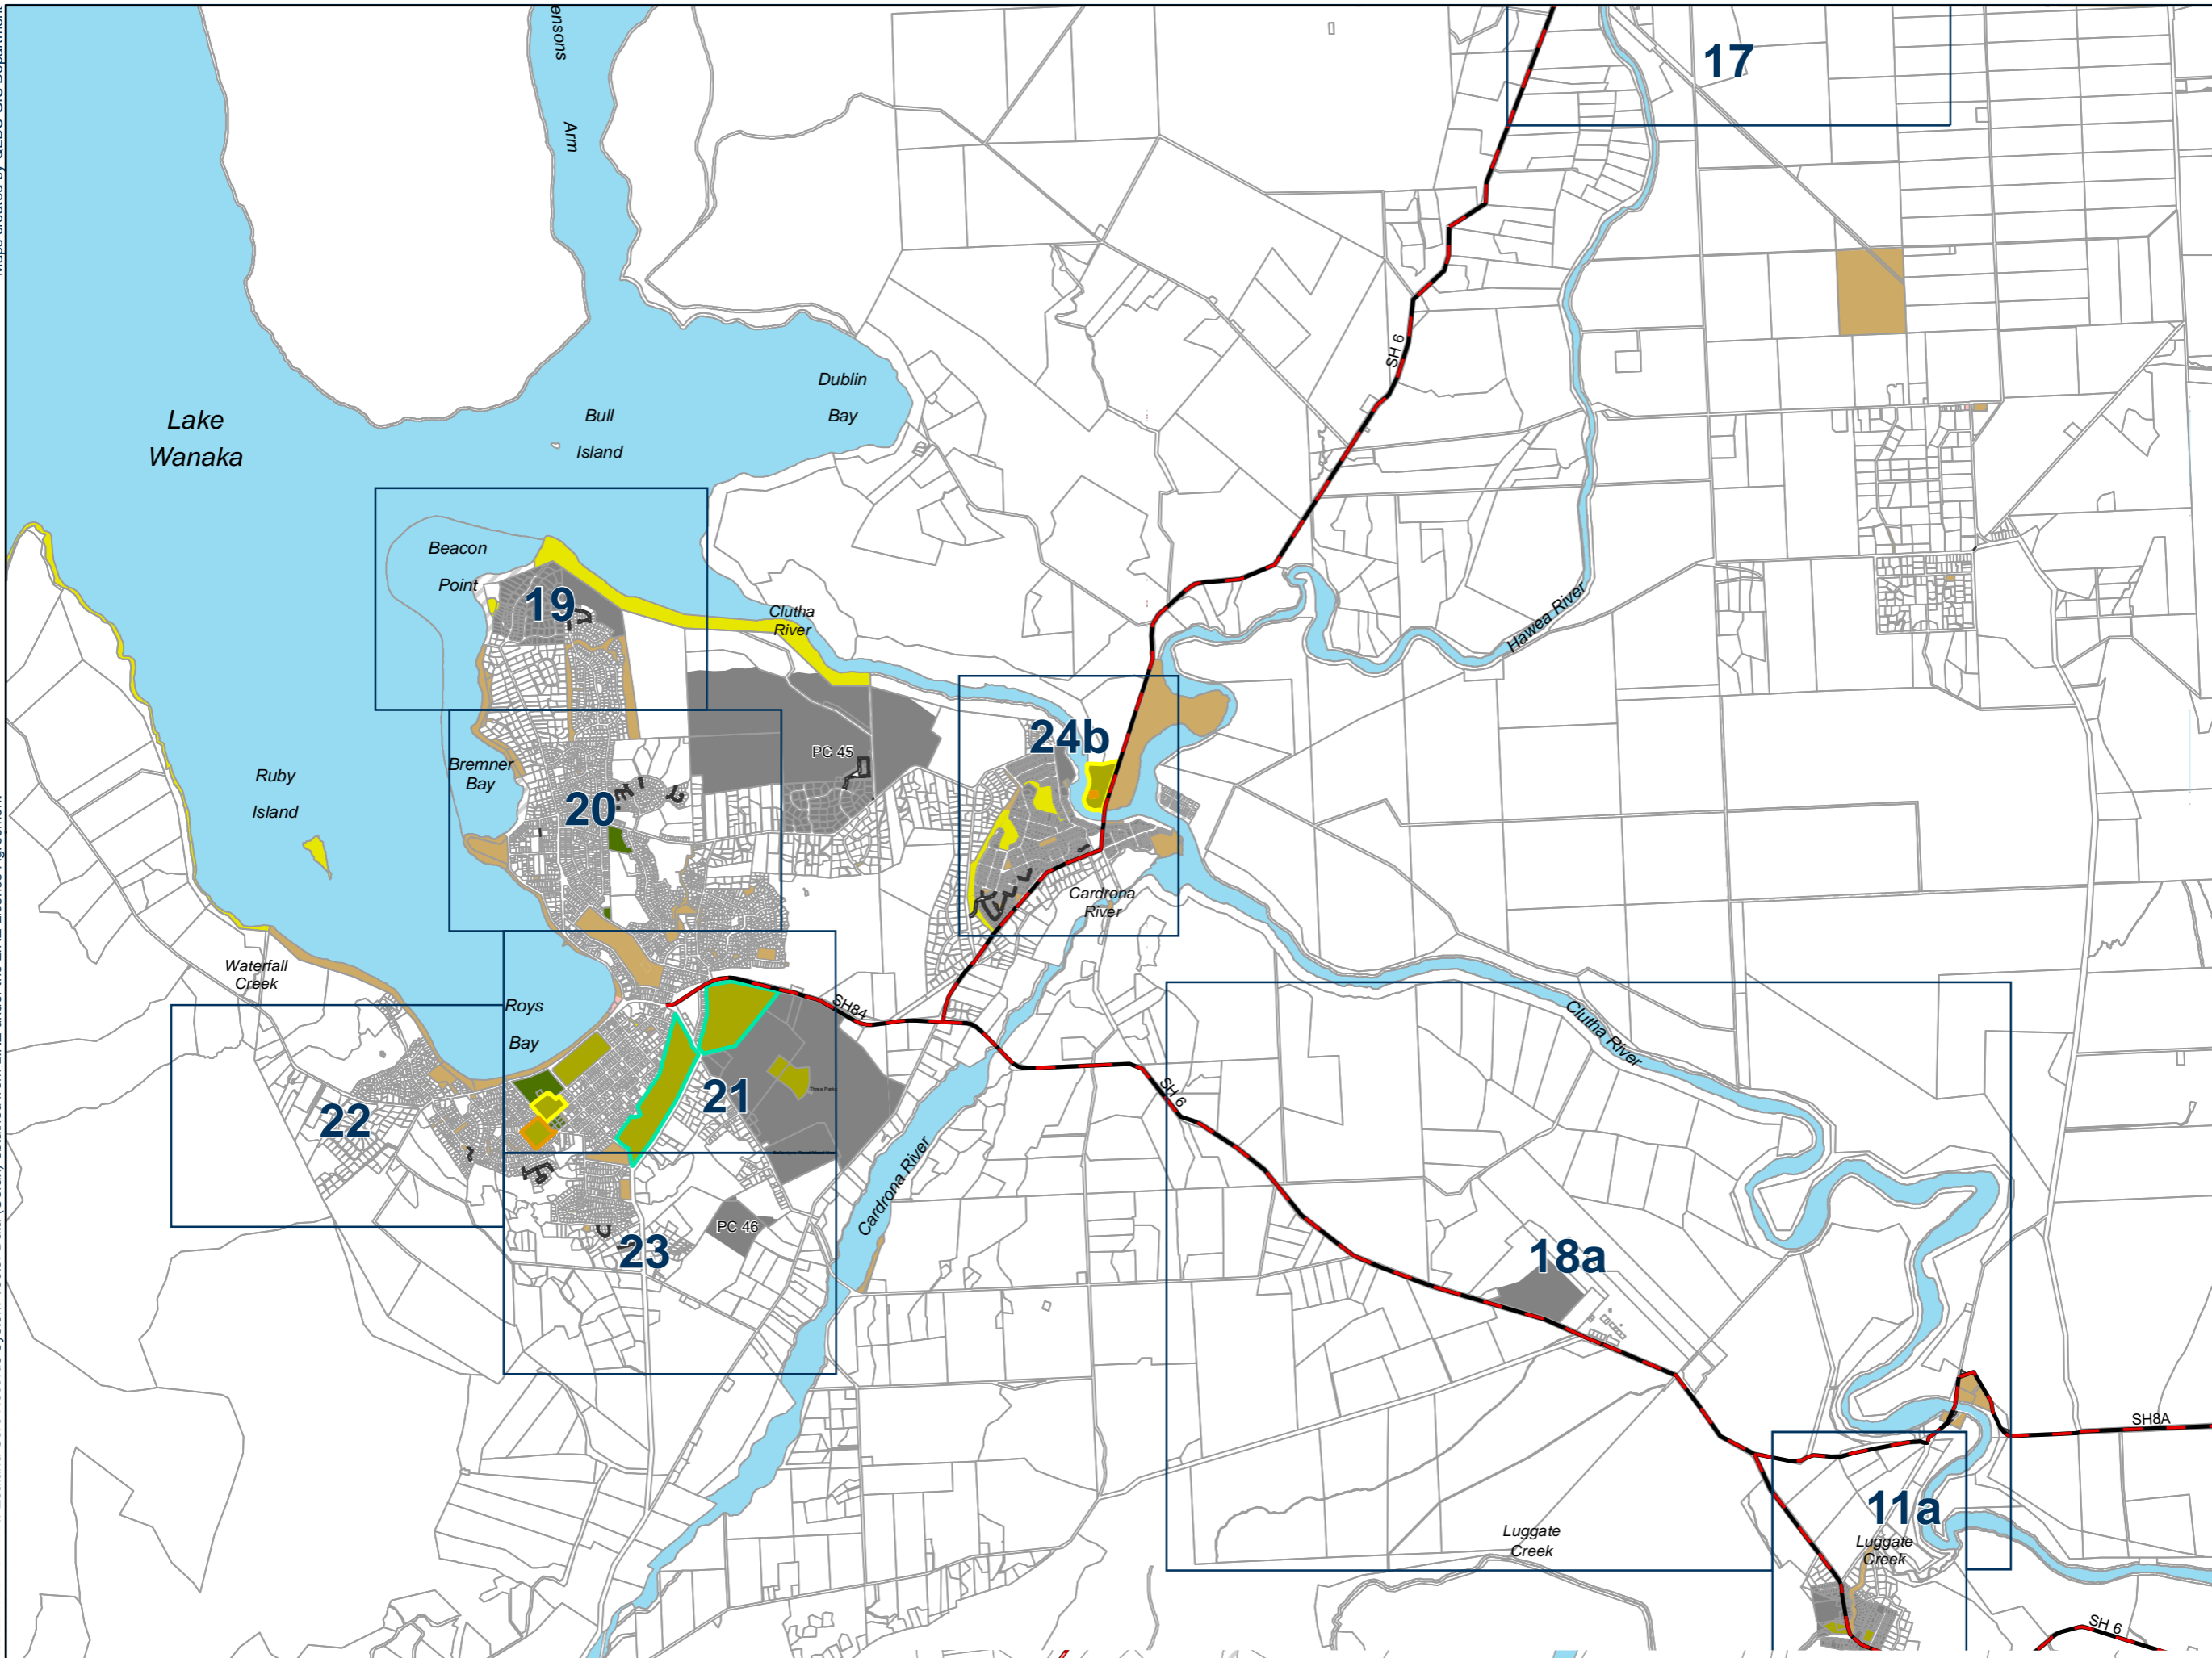 ensons
Arm
17
Lake
Wanaka
Dublin
Bay
Bull
Island
SH 6
Beacon
Point
19
Clutha
River
Hawea River
24b
PC 45
Bremner
Bay
20
Ruby
Island
Cardrona
River
Waterfall
Creek
Roys
Bay
SH84
Clutha River
SH 6
21
Three Parks
22
Cardrona River
PC 46
23
18a
SH8A
11a
Luggate
Creek
Luggate
Creek
SH 6